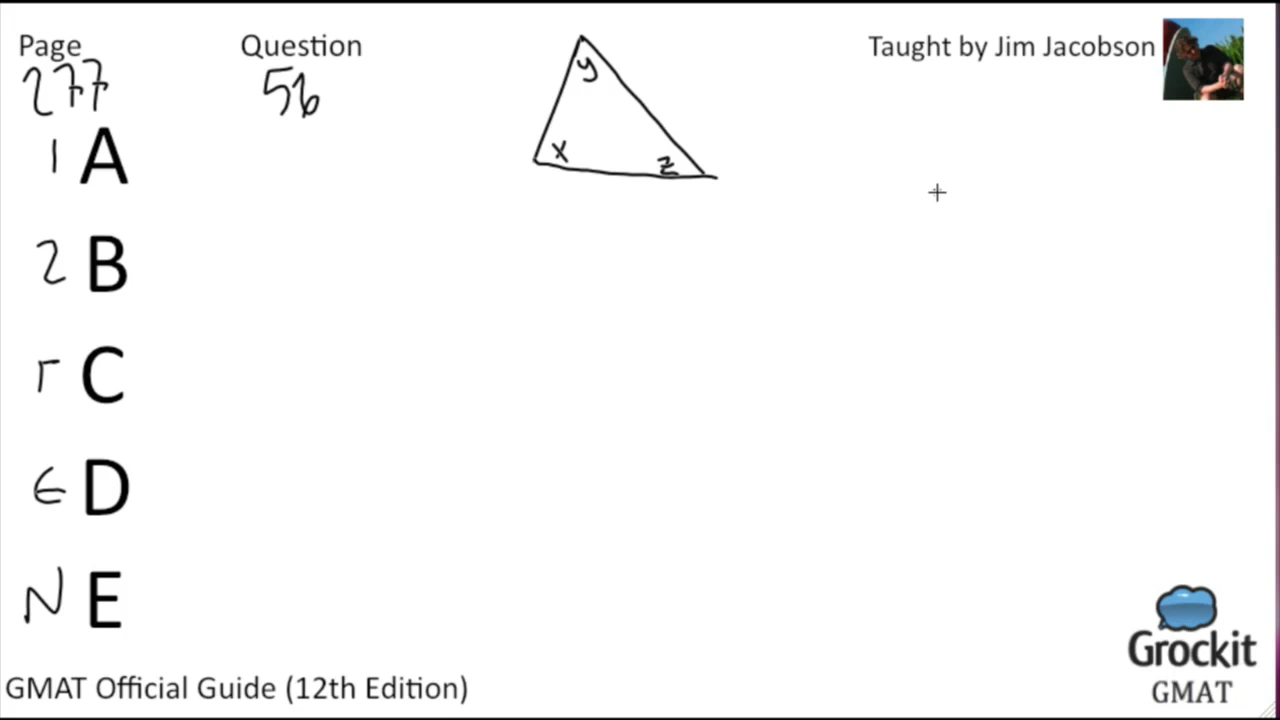 Page Question Taught by Jim Jacobson
277 56
y
x z
1 A
2 B
T C
E D
N E
Grockit
GMAT
GMAT Official Guide (12th Edition)